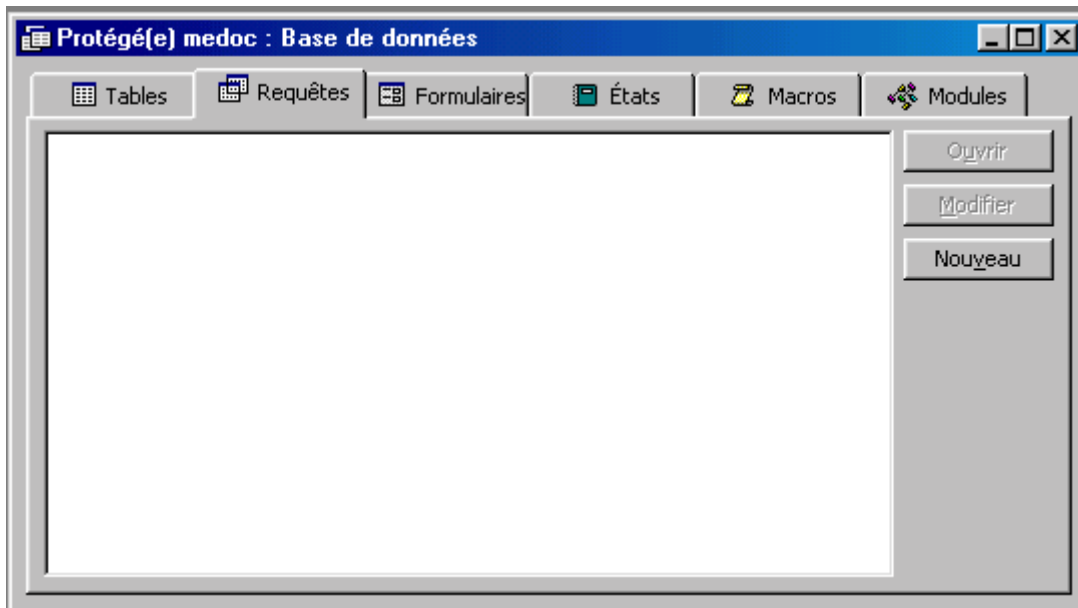 Protégé(e) medoc : Base de données
Tables Requêtes Formulaires États Macros Modules
Ouvrir
Modifier
Nouveau